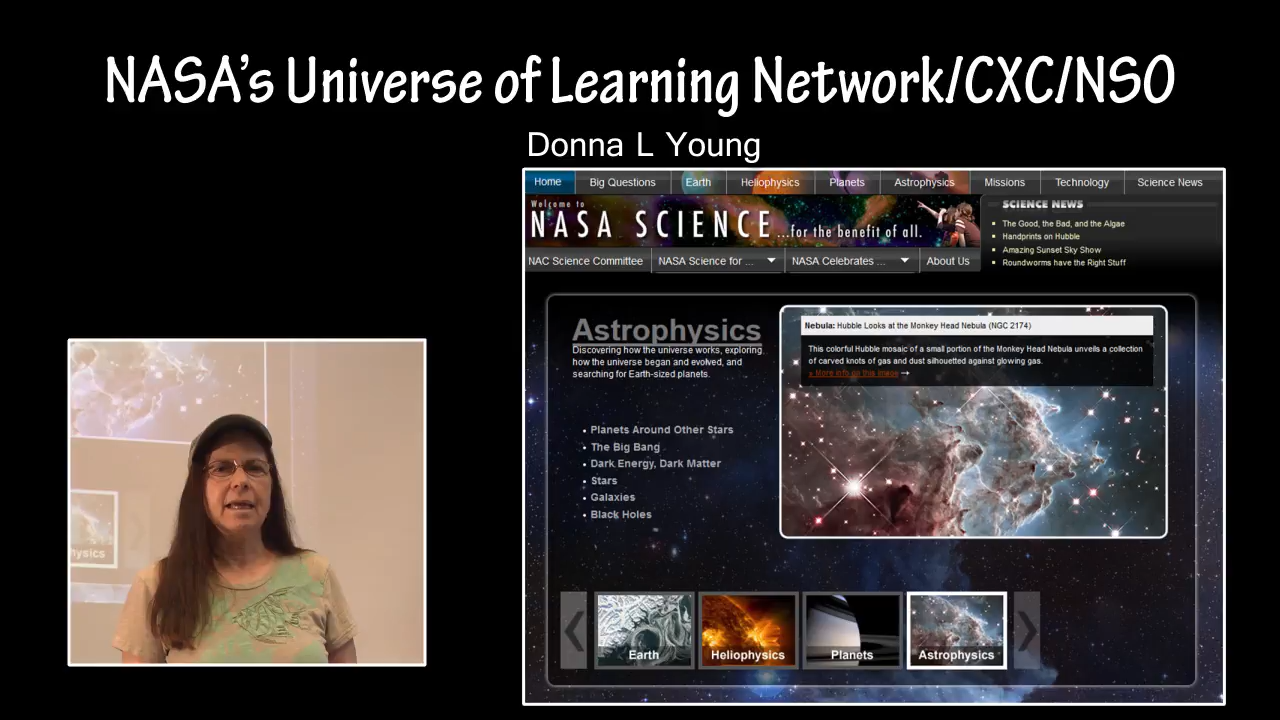 NASA's Universe of Learning Network/CXC/NSO
Donna L Young
Home Big Questions Earth Heliophysics Planets Astrophysics Missions Technology Science News
Welcome to
NASA SCIENCE ...for the benefit of all.
SCIENCE NEWS
The Good, the Bad, and the Algae
Handprints on Hubble
Amazing Sunset Sky Show
Roundworms have the Right Stuff
NAC Science Committee NASA Science for ... NASA Celebrates ... About Us
Astrophysics
Discovering how the universe works, exploring
how the universe began and evolved, and
searching for Earth-sized planets.
Nebula: Hubble Looks at the Monkey Head Nebula (NGC 2174)
This colorful Hubble mosaic of a small portion of the Monkey Head Nebula unveils a collection
of carved knots of gas and dust silhouetted against glowing gas.
» More info on this image
• Planets Around Other Stars
• The Big Bang
• Dark Energy, Dark Matter
• Stars
• Galaxies
• Black Holes
hysics
Earth Heliophysics Planets Astrophysics